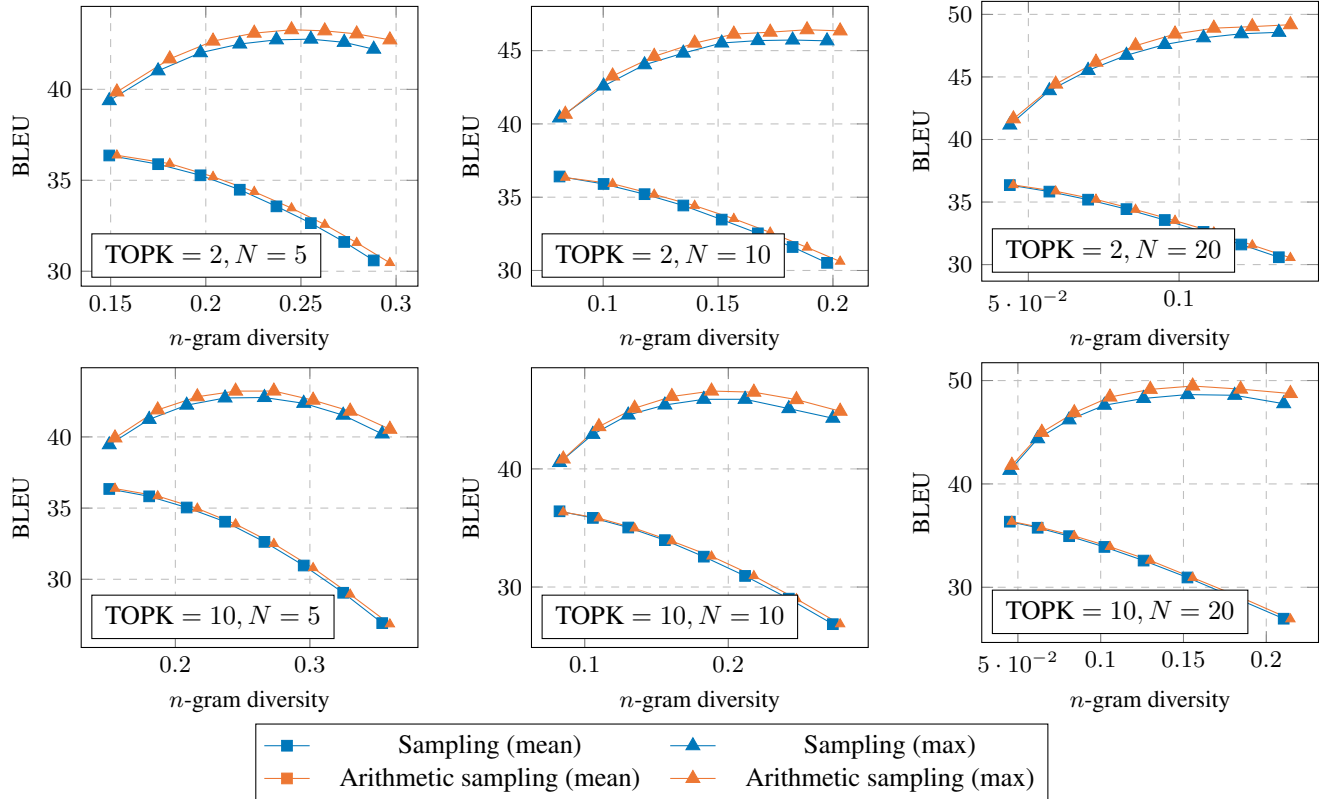 BLEU
40
35
30
TOPK = 2, N = 5
0.15 0.2 0.25 0.3
n-gram diversity
BLEU
45
40
35
30
TOPK = 2, N = 10
0.1 0.15 0.2
n-gram diversity
BLEU
50
45
40
35
30
TOPK = 2, N = 20
5 · 10⁻² 0.1
n-gram diversity
BLEU
40
35
30
TOPK = 10, N = 5
0.2 0.3
n-gram diversity
BLEU
40
30
TOPK = 10, N = 10
0.1 0.2
n-gram diversity
BLEU
50
40
30
TOPK = 10, N = 20
5 · 10⁻² 0.1 0.15 0.2
n-gram diversity
Sampling (mean) Sampling (max)
Arithmetic sampling (mean) Arithmetic sampling (max)